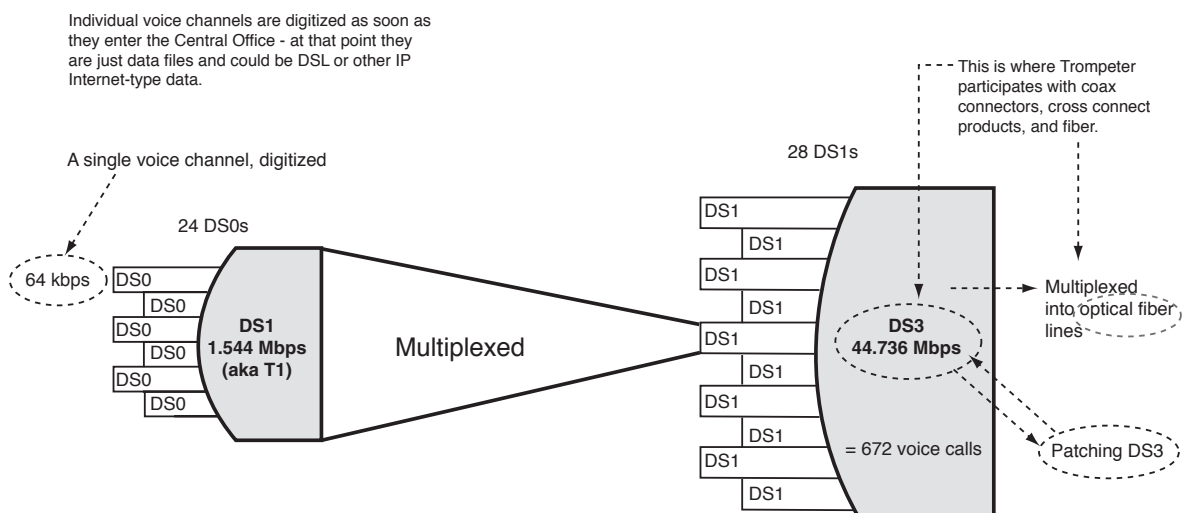 Individual voice channels are digitized as soon as
they enter the Central Office - at that point they
are just data files and could be DSL or other IP
Internet-type data.
This is where Trompeter
participates with coax
connectors, cross connect
products, and fiber.
A single voice channel, digitized
28 DS1s
24 DS0s
64 kbps
DS0
DS0
DS0
DS0
DS0
DS0
DS1
1.544 Mbps
(aka T1)
Multiplexed
DS1
DS1
DS1
DS1
DS1
DS1
DS1
DS1
DS1
DS1
DS3
44.736 Mbps
= 672 voice calls
Multiplexed
into optical fiber
lines
Patching DS3